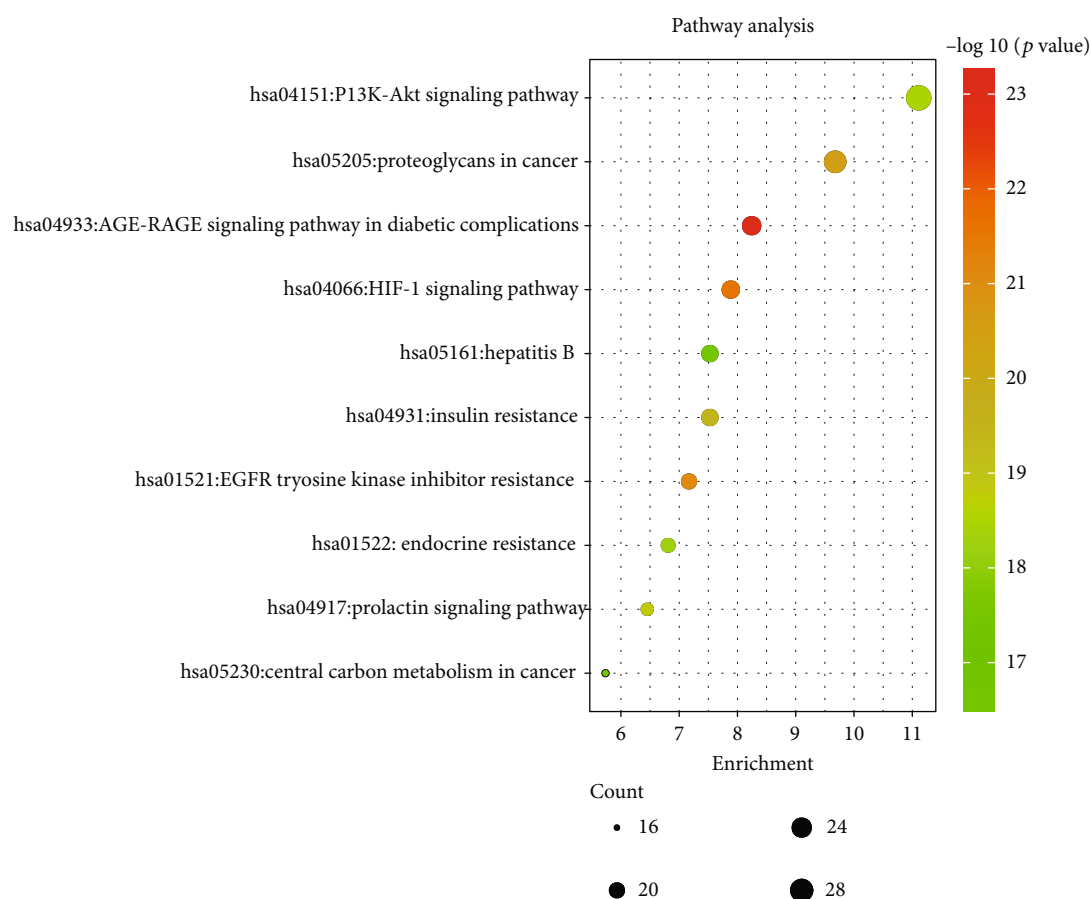 Pathway analysis
–log 10 (p value)
hsa04151:P13K-Akt signaling pathway
hsa05205:proteoglycans in cancer
hsa04933:AGE-RAGE signaling pathway in diabetic complications
hsa04066:HIF-1 signaling pathway
hsa05161:hepatitis B
hsa04931:insulin resistance
hsa01521:EGFR tryosine kinase inhibitor resistance
hsa01522: endocrine resistance
hsa04917:prolactin signaling pathway
hsa05230:central carbon metabolism in cancer
23
22
21
20
19
18
17
6 7 8 9 10 11
Enrichment
Count
16 24
20 28